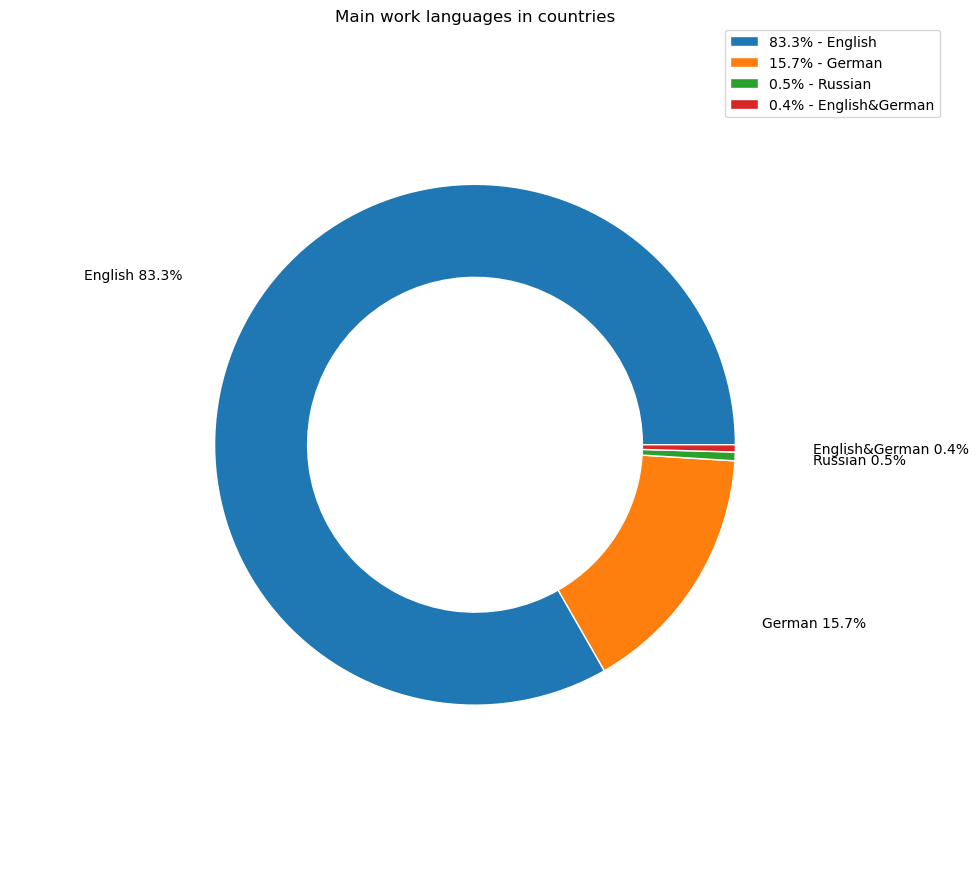 Main work languages in countries
83.3% - English
15.7% - German
0.5% - Russian
0.4% - English&German
English 83.3%
English&German 0.4%
Russian 0.5%
German 15.7%